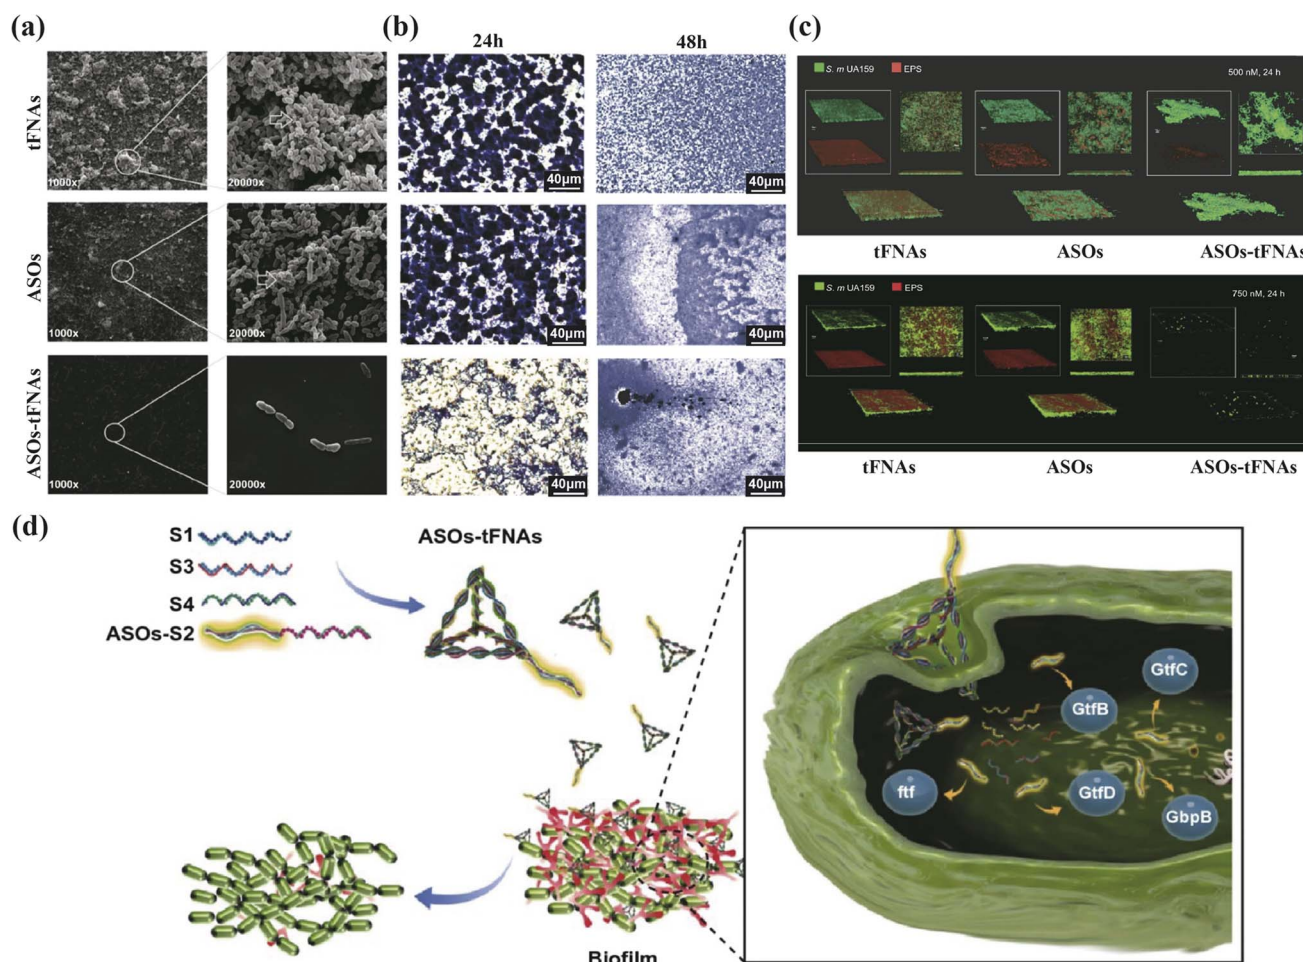 (a)
(b)
(c)
24h
48h
tFNAs
1000x
20000x
40μm
40μm
ASOs
1000x
20000x
40μm
40μm
ASOs-tFNAs
1000x
20000x
40μm
40μm
S. m UA159
EPS
500 nM, 24 h
tFNAs
ASOs
ASOs-tFNAs
S. m UA159
EPS
750 nM, 24 h
tFNAs
ASOs
ASOs-tFNAs
(d)
S1
S3
S4
ASOs-S2
ASOs-tFNAs
Biofilm
GtfC
GtfB
ftf
GtfD
GbpB